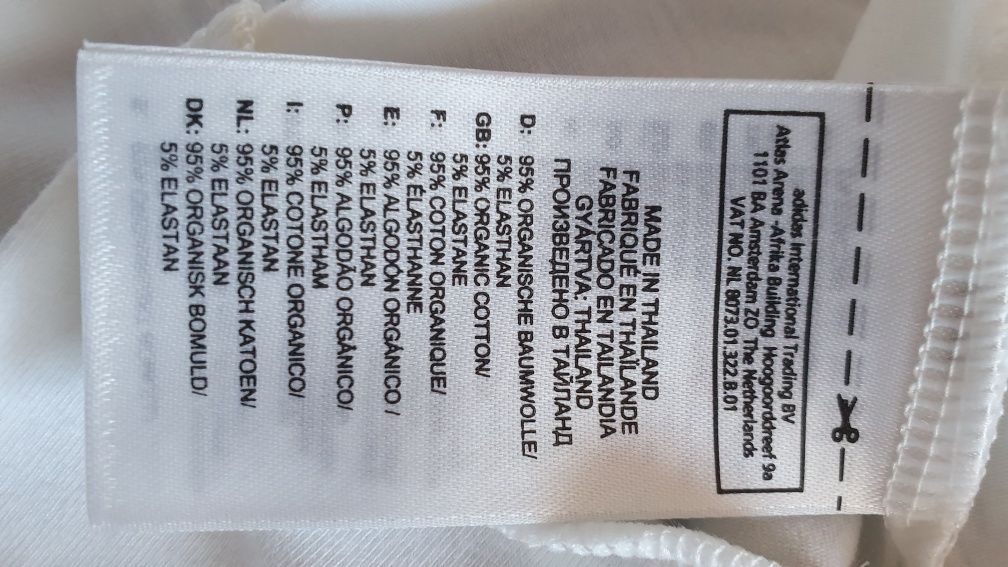 adidas International Trading BV
Atlas Arena -Afrika Building Hoogoorddreef 9a
1101 BA Amsterdam ZO The Netherlands
VAT NO. NL 8073.01.322.B.01
MADE IN THAILAND
FABRIQUÉ EN THAÏLANDE
FABRICADO EN TAILANDIA
GYÁRTVA: THAILAND
ПРОИЗВЕДЕНО В ТАЙЛАНД
D: 95% ORGANISCHE BAUMWOLLE/
5% ELASTHAN
GB: 95% ORGANIC COTTON/
5% ELASTANE
F: 95% COTON ORGANIQUE/
5% ÉLASTHANNE
E: 95% ALGODÓN ORGÁNICO /
5% ELASTHAN
P: 95% ALGODÃO ORGÂNICO/
5% ELASTHAM
I: 95% COTONE ORGANICO/
5% ELASTAN
NL: 95% ORGANISCH KATOEN/
5% ELASTAAN
DK: 95% ORGANISK BOMULD/
5% ELASTAN